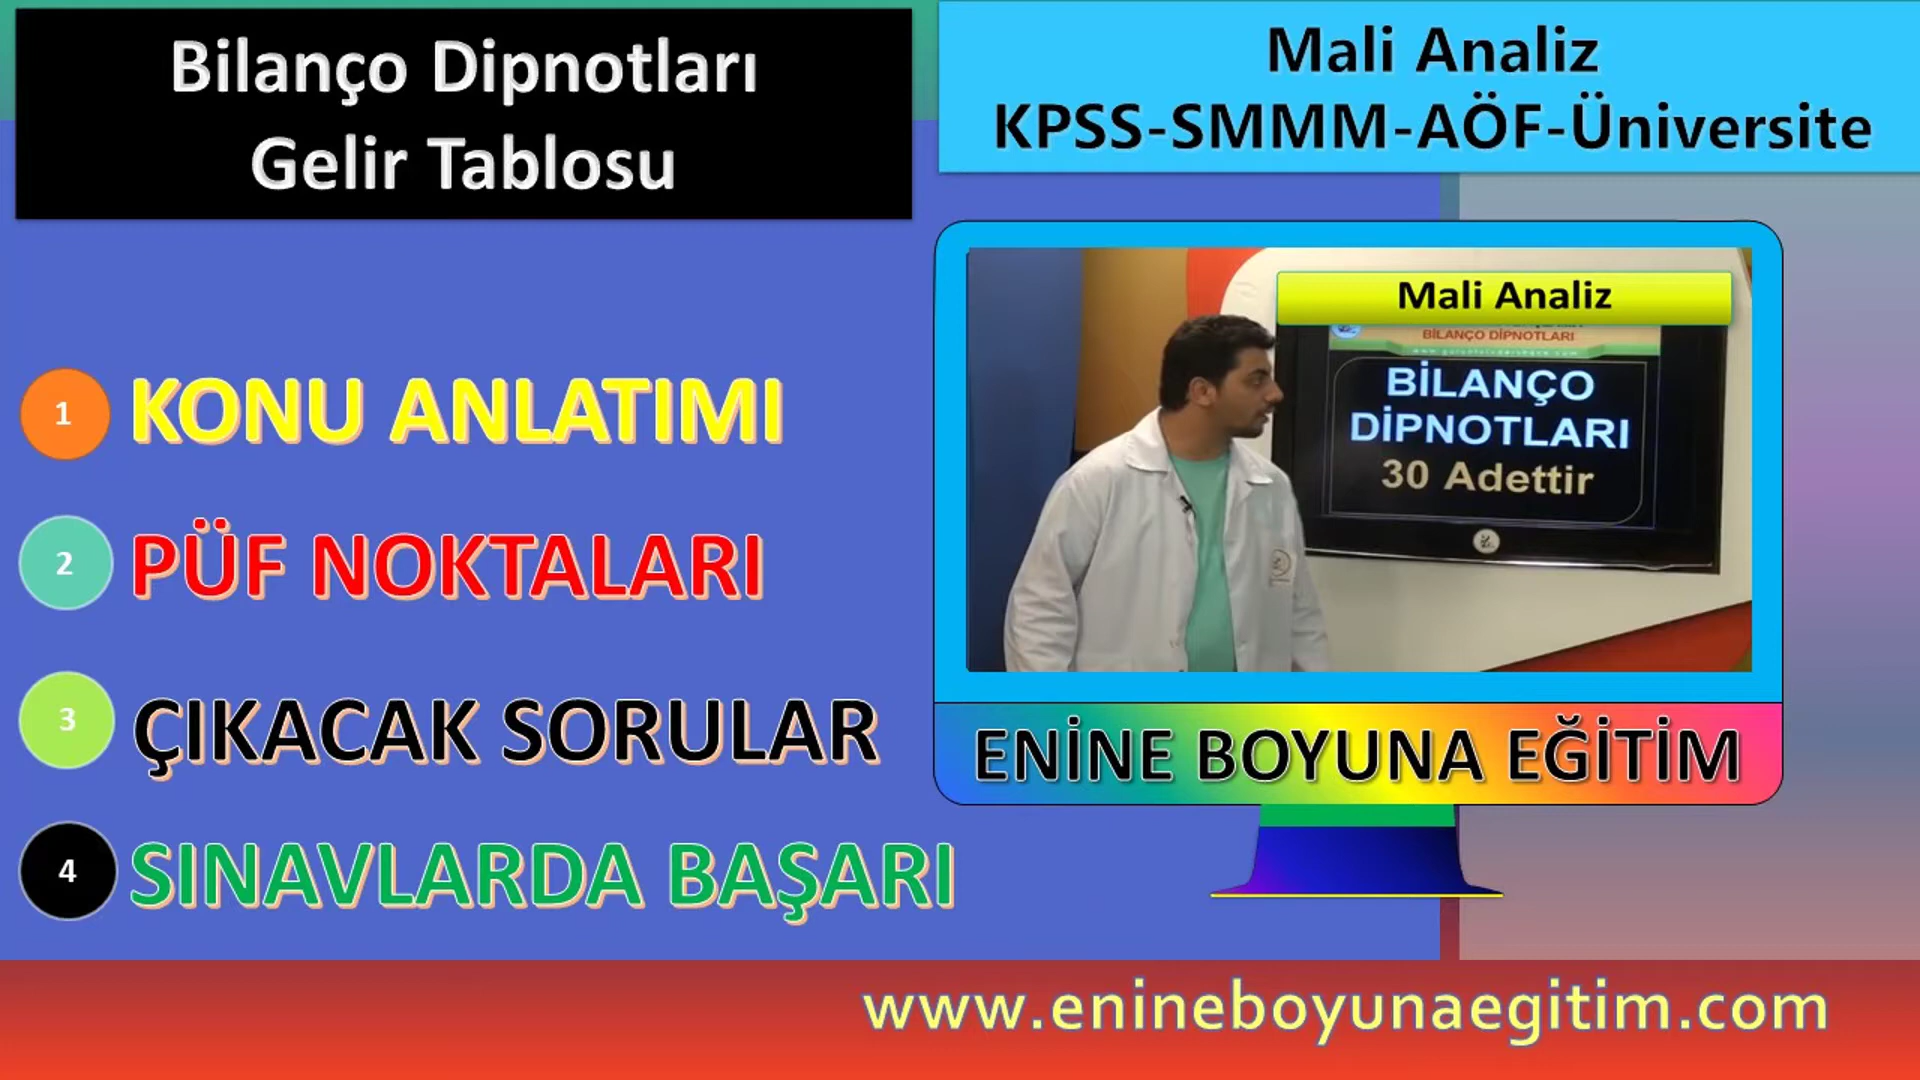 Bilanço Dipnotları
Gelir Tablosu
Mali Analiz
KPSS-SMMM-AÖF-Üniversite
1 KONU ANLATIMI
2 PÜF NOKTALARI
3 ÇIKACAK SORULAR
4 SINAVLARDA BAŞARI
Mali Analiz
BİLANÇO DİPNOTLARI
BİLANÇO
DİPNOTLARI
30 Adettir
ENİNE BOYUNA EĞİTİM
www.enineboyunaegitim.com